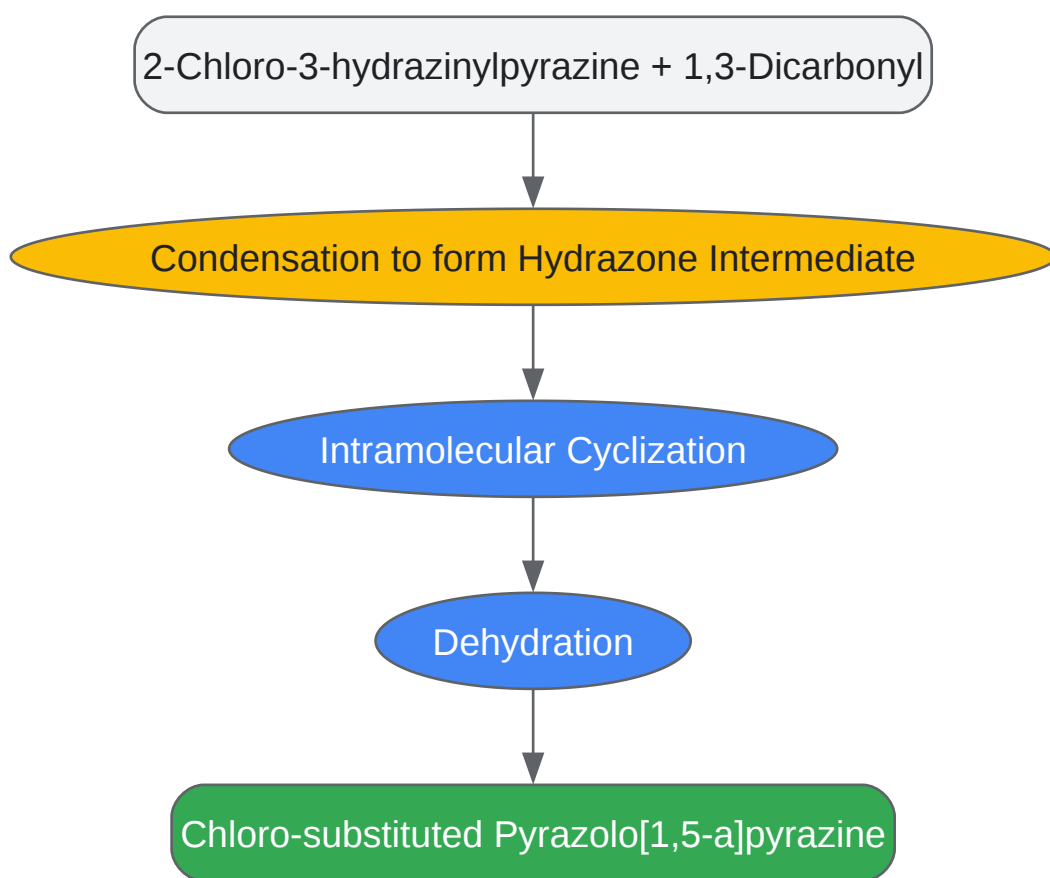 2-Chloro-3-hydrazinylpyrazine + 1,3-Dicarbonyl
Condensation to form Hydrazone Intermediate
Intramolecular Cyclization
Dehydration
Chloro-substituted Pyrazolo[1,5-a]pyrazine